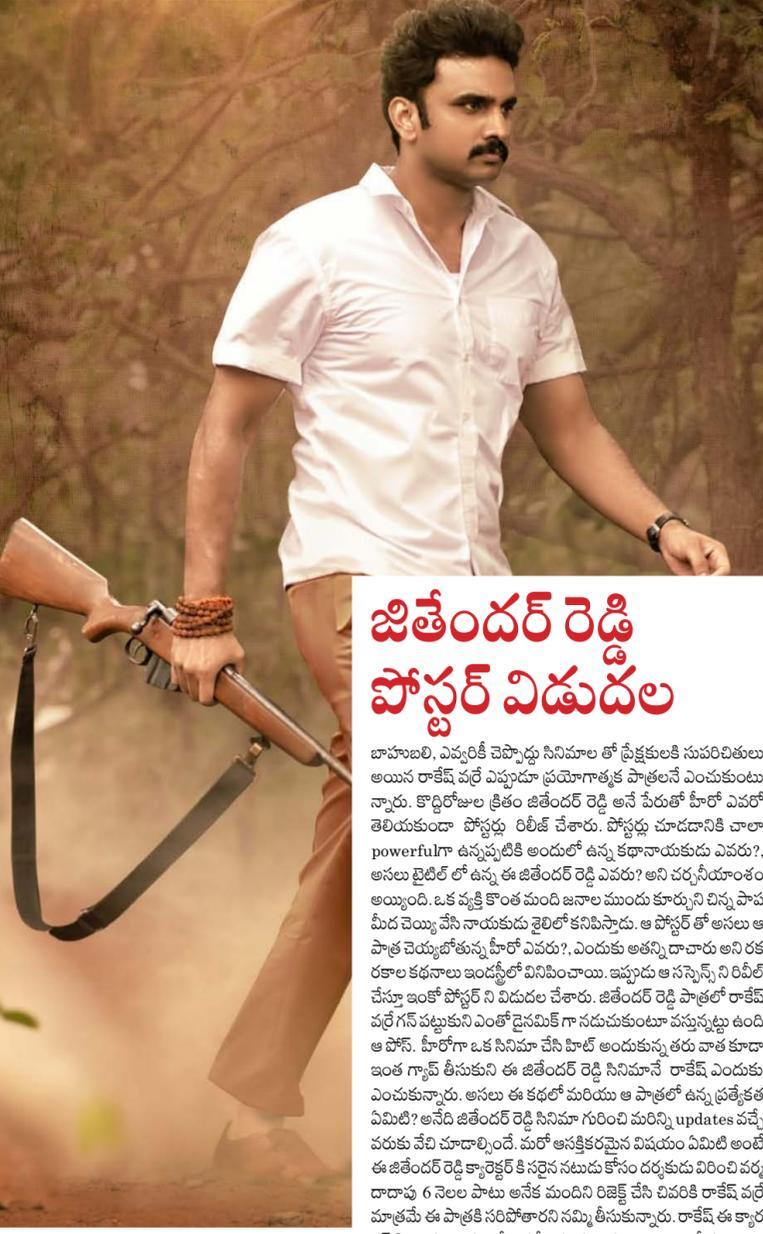 జితేందర్ రెడ్డి
పోస్టర్ విడుదల
బాహుబలి, ఎవ్వరికీ చెప్పొద్దు సినిమాల తో ప్రేక్షకులకి సుపరిచితులు
అయిన రాకేష్ వర్రే ఎప్పుడూ ప్రయోగాత్మక పాత్రలనే ఎంచుకుంటు
న్నారు. కొద్దిరోజుల క్రితం జితేందర్ రెడ్డి అనే పేరుతో హీరో ఎవరో
తెలియకుండా పోస్టర్లు రిలీజ్ చేశారు. పోస్టర్లు చూడడానికి చాలా
powerfulగా ఉన్నప్పటికి అందులో ఉన్న కథానాయకుడు ఎవరు?,
అసలు టైటిల్ లో ఉన్న ఈ జితేందర్ రెడ్డి ఎవరు? అని చర్చనీయాంశం
అయ్యింది. ఒక వ్యక్తి కొంత మంది జనాల ముందు కూర్చుని చిన్న పాప
మీద చెయ్యి వేసి నాయకుడు శైలిలో కనిపిస్తాడు. ఆ పోస్టర్ తో అసలు ఆ
పాత్ర చెయ్యబోతున్న హీరో ఎవరు?, ఎందుకు అతన్ని దాచారు అని రక
రకాల కథనాలు ఇండస్ట్రీలో వినిపించాయి. ఇప్పుడు ఆ సస్పెన్స్ ని రివీల్
చేస్తూ ఇంకో పోస్టర్ ని విడుదల చేశారు. జితేందర్ రెడ్డి పాత్రలో రాకేష్
వర్రే గన్ పట్టుకుని ఎంతో డైనమిక్ గా నడుచుకుంటూ వస్తున్నట్టు ఉంది
ఆ పోస్. హీరోగా ఒక సినిమా చేసి హిట్ అందుకున్న తరు వాత కూడా
ఇంత గ్యాప్ తీసుకుని ఈ జితేందర్ రెడ్డి సినిమానే రాకేష్ ఎందుకు
ఎంచుకున్నారు. అసలు ఈ కథలో మరియు ఆ పాత్రలో ఉన్న ప్రత్యేకత
ఏమిటి? అనేది జితేందర్ రెడ్డి సినిమా గురించి మరిన్ని updates వచ్చే
వరుకు వేచి చూడాల్సిందే. మరో ఆసక్తికరమైన విషయం ఏమిటి అంటే
ఈ జితేందర్ రెడ్డి క్యారెక్టర్ కి సరైన నటుడు కోసం దర్శకుడు విరించి వర్మ
దాదాపు 6 నెలల పాటు అనేక మందిని రిజెక్ట్ చేసి చివరికి రాకేష్ వర్రే
మాత్రమే ఈ పాత్రకి సరిపోతారని నమ్మి తీసుకున్నారు. రాకేష్ ఈ క్యార